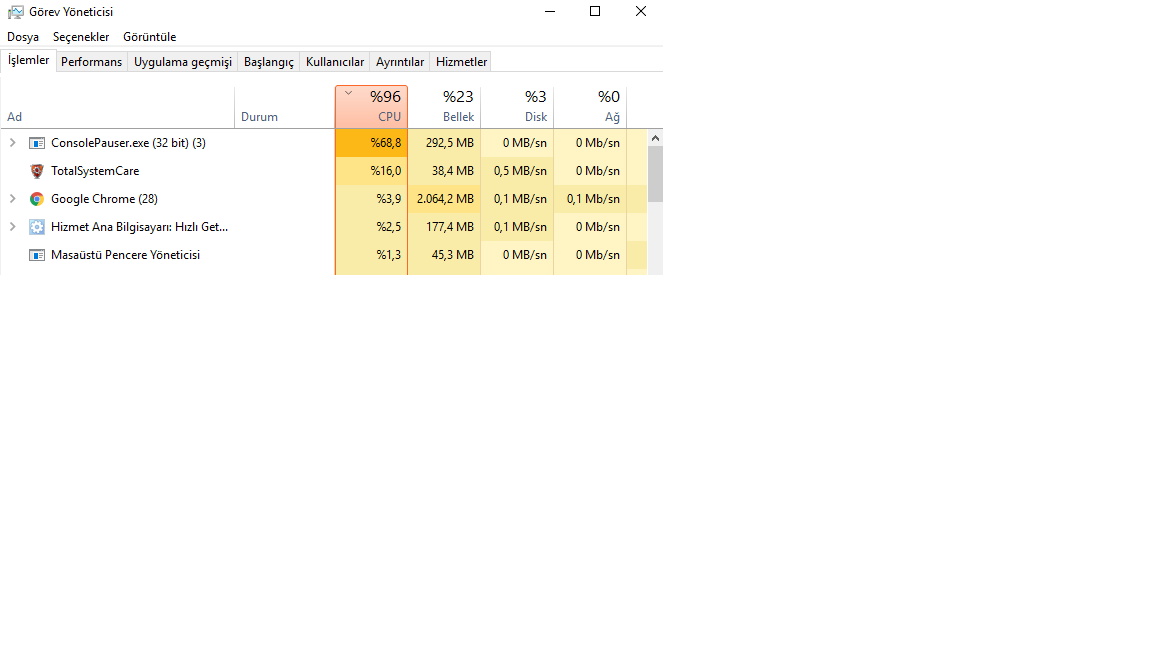 Görev Yöneticisi
Dosya Seçenekler Görüntüle
İşlemler Performans Uygulama geçmişi Başlangıç Kullanıcılar Ayrıntılar Hizmetler
%96 %23 %3 %0
Ad Durum CPU Bellek Disk Ağ
ConsolePauser.exe (32 bit) (3) %68,8 292,5 MB 0 MB/sn 0 Mb/sn
TotalSystemCare %16,0 38,4 MB 0,5 MB/sn 0 Mb/sn
Google Chrome (28) %3,9 2.064,2 MB 0,1 MB/sn 0,1 Mb/sn
Hizmet Ana Bilgisayarı: Hızlı Get... %2,5 177,4 MB 0,1 MB/sn 0 Mb/sn
Masaüstü Pencere Yöneticisi %1,3 45,3 MB 0 MB/sn 0 Mb/sn